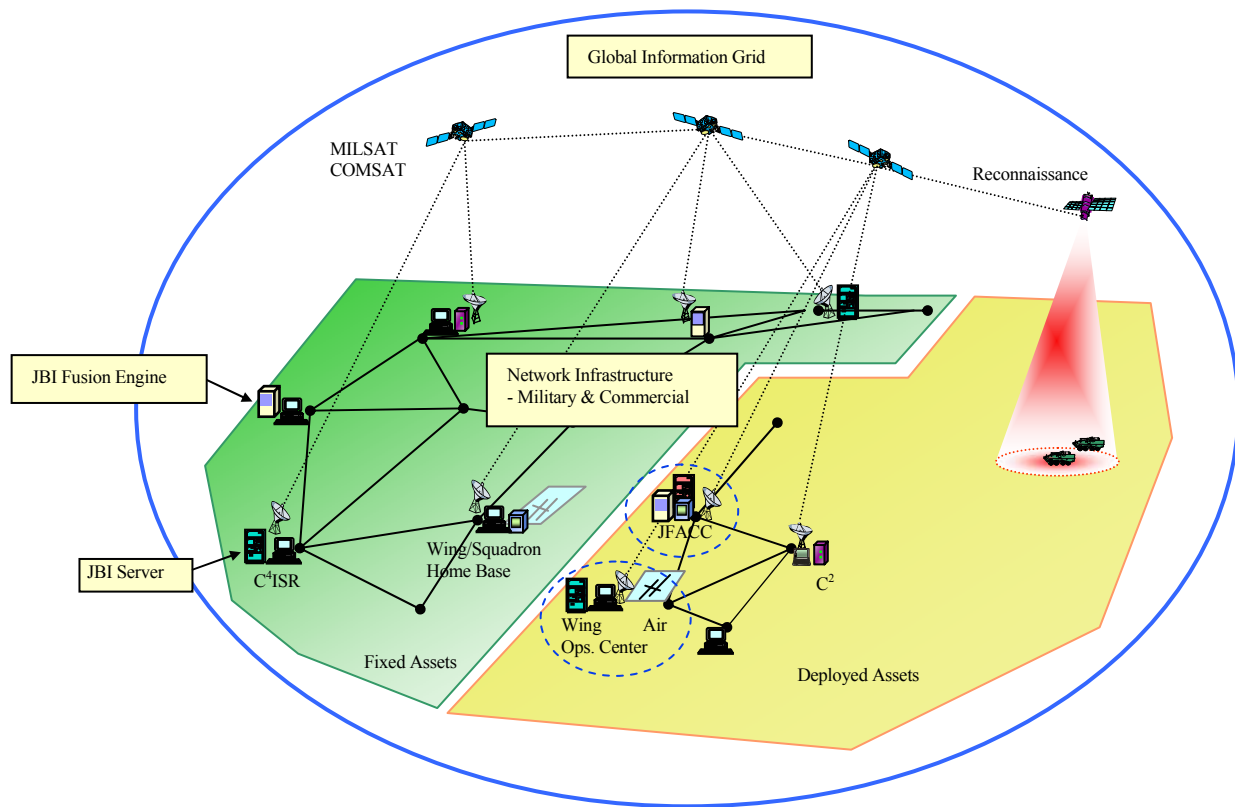 Global Information Grid
MILSAT
COMSAT
Reconnaissance
JBI Fusion Engine
Network Infrastructure
- Military & Commercial
JFACC
Wing/Squadron
Home Base
JBI Server
C⁴ISR
C²
Wing
Ops. Center
Air
Fixed Assets
Deployed Assets